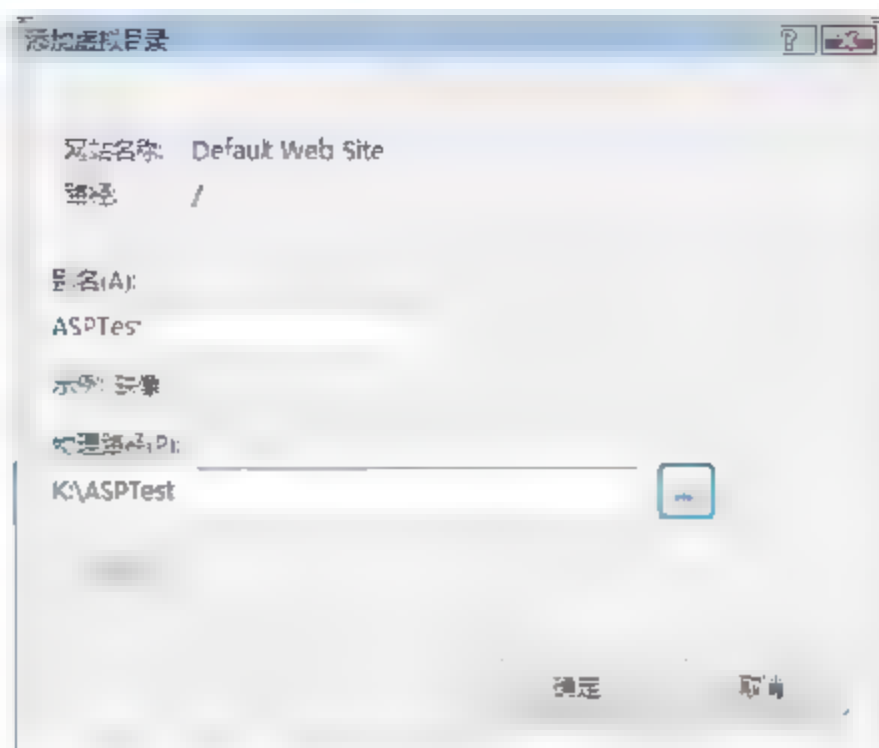 添加虚拟目录
网站名称: Default Web Site
路径: /
别名(A):
ASPTest
示例: 图像
物理路径(P):
K:\ASPTest
...
确定 取消